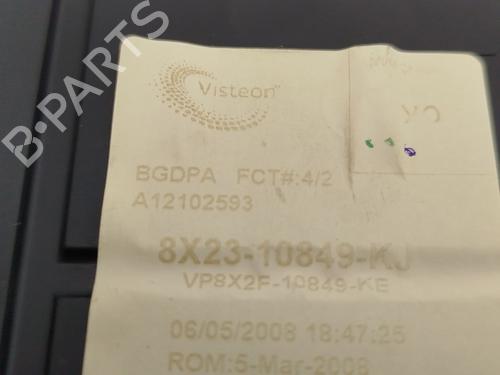 B-PARTS
Visteon
OK
BGDPA FCT#:4/2
A12102593
8X23-10849-KJ
VP8X2F-10849-KE
06/05/2008 18:47:25
ROM:5-Mar-2008